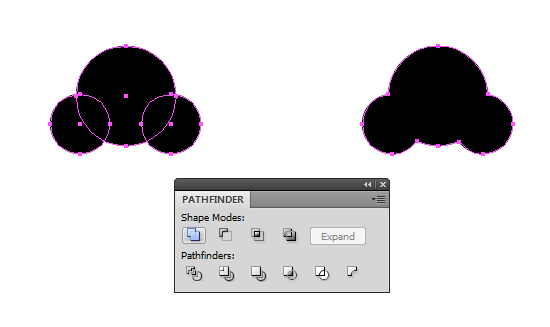 PATHFINDER
Shape Modes:
Expand
Pathfinders: